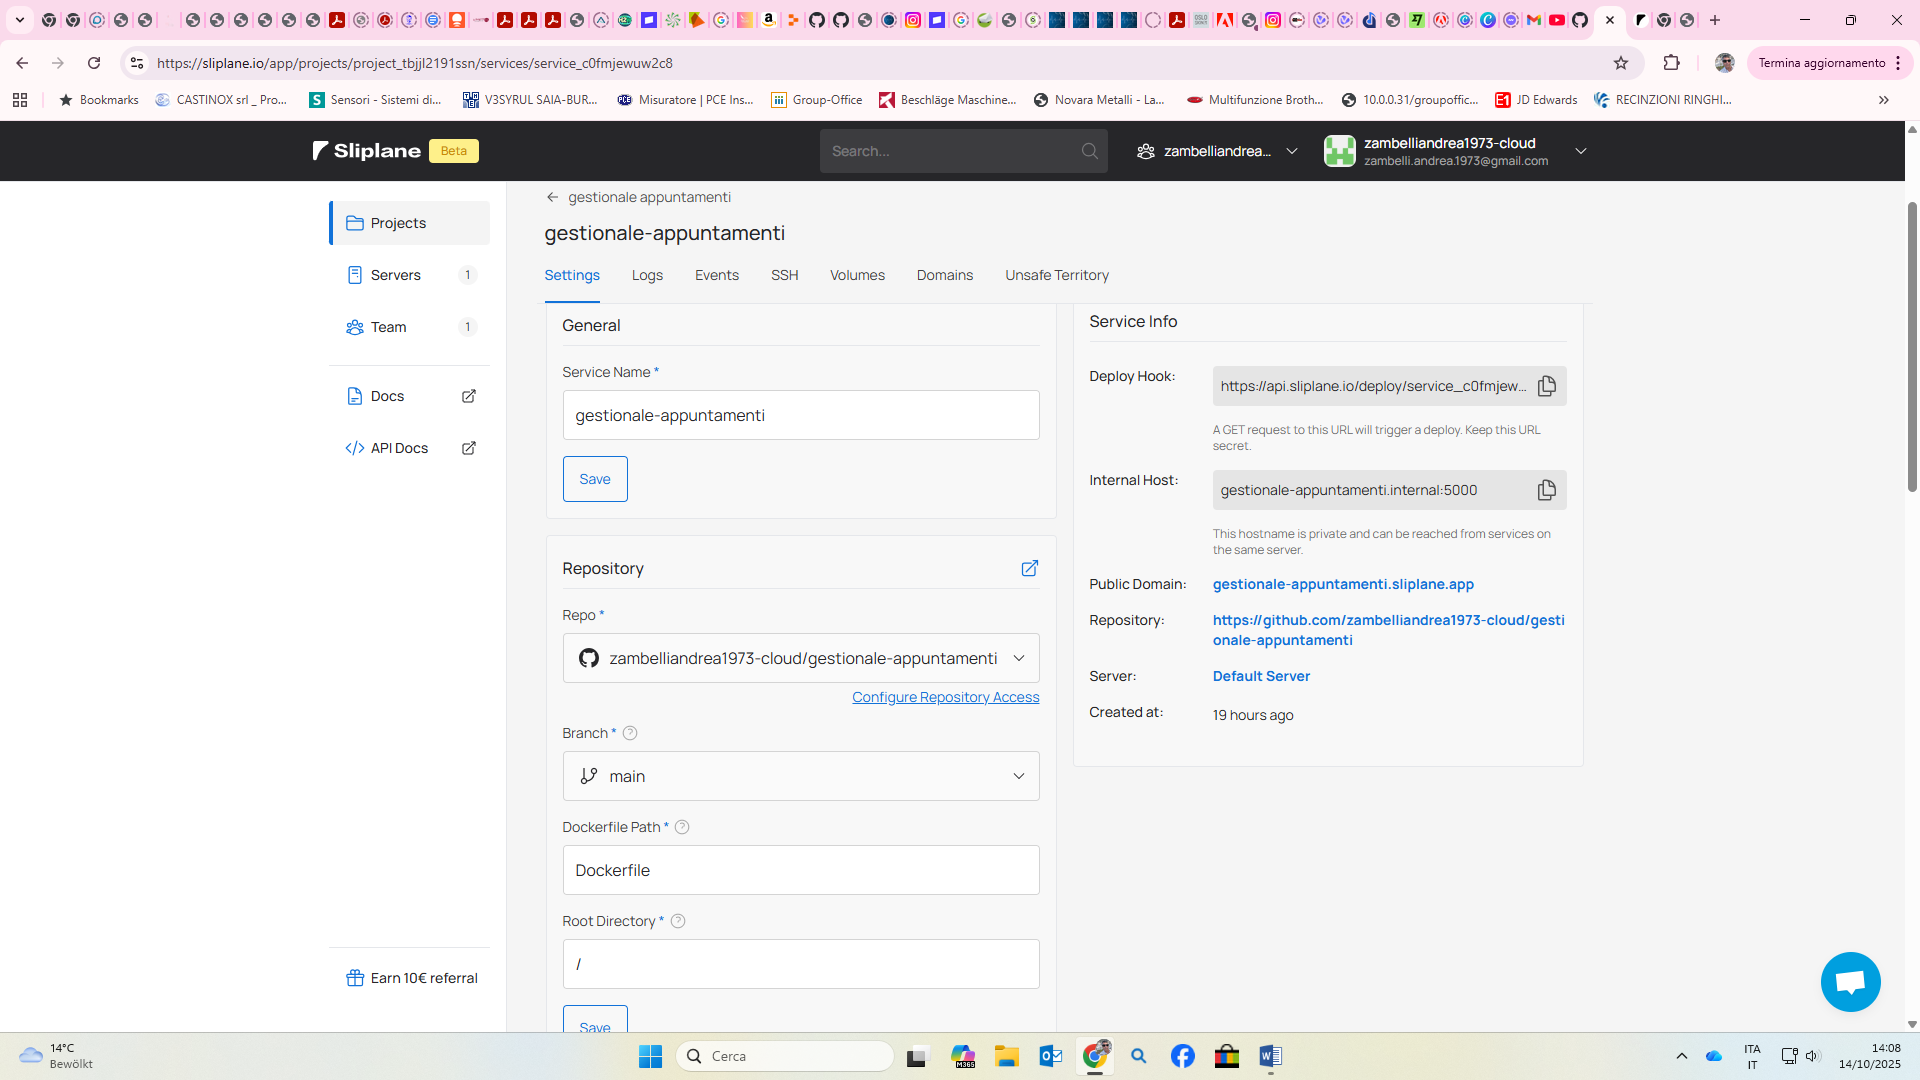 https://sliplane.io/app/projects/project_tbjjl2191ssn/services/service_c0fmjewuw2c8
Termina aggiornamento
Bookmarks
CASTINOX srl _ Pro...
Sensori - Sistemi di...
V3SYRUL SAIA-BUR...
Misuratore | PCE Ins...
Group-Office
Beschläge Maschine...
Novara Metalli - La...
Multifunzione Broth...
10.0.0.31/groupoffic...
JD Edwards
RECINZIONI RINGHI...
Sliplane
Beta
Search...
zambelliandrea...
zambelliandrea1973-cloud
zambelli.andrea.1973@gmail.com
Projects
Servers
1
Team
1
Docs
API Docs
Earn 10€ referral
gestionale appuntamenti
gestionale-appuntamenti
Settings
Logs
Events
SSH
Volumes
Domains
Unsafe Territory
General
Service Name *
gestionale-appuntamenti
Save
Repository
Repo *
zambelliandrea1973-cloud/gestionale-appuntamenti
Configure Repository Access
Branch *
main
Dockerfile Path *
Dockerfile
Root Directory *
/
Save
Service Info
Deploy Hook:
https://api.sliplane.io/deploy/service_c0fmjew...
A GET request to this URL will trigger a deploy. Keep this URL
secret.
Internal Host:
gestionale-appuntamenti.internal:5000
This hostname is private and can be reached from services on
the same server.
Public Domain:
gestionale-appuntamenti.sliplane.app
Repository:
https://github.com/zambelliandrea1973-cloud/gesti
onale-appuntamenti
Server:
Default Server
Created at:
19 hours ago
14°C
Bewölkt
Cerca
ITA
IT
14:08
14/10/2025